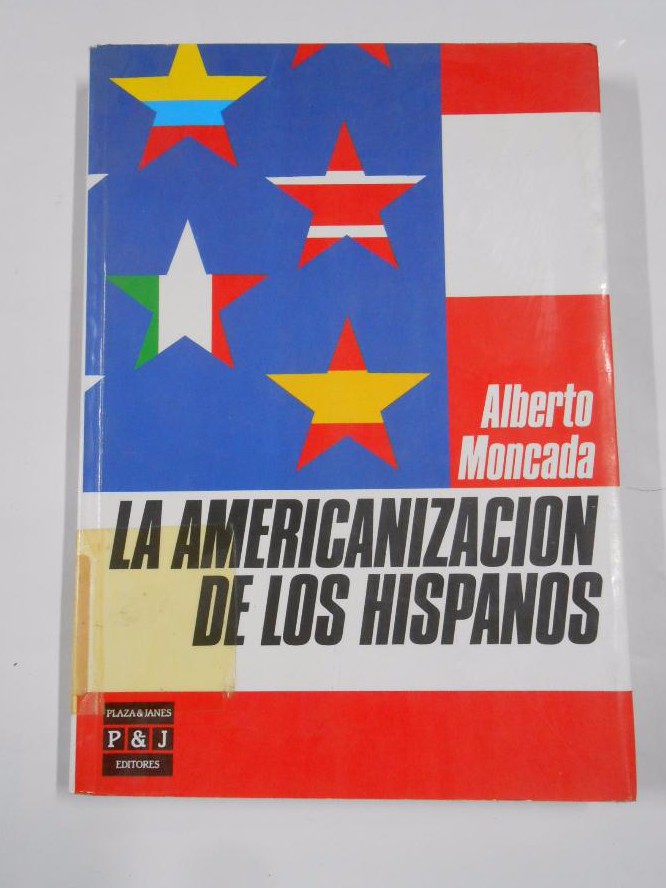 Alberto
Moncada
LA AMERICANIZACION
DE LOS HISPANOS
PLAZA & JANES
P & J
EDITORES